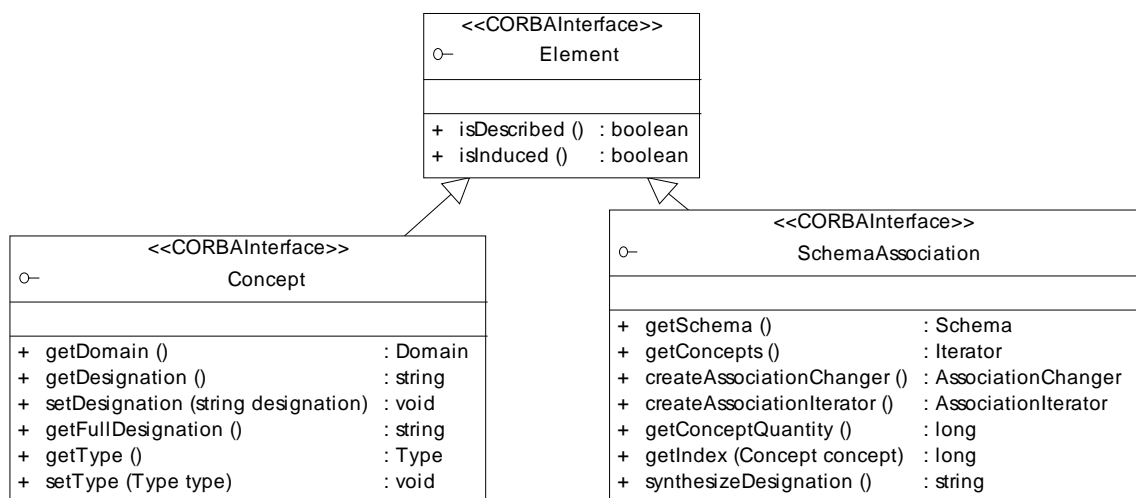 <<CORBAInterface>>
Element
+ isDescribed () : boolean
+ isInduced () : boolean
<<CORBAInterface>>
Concept
+ getDomain () : Domain
+ getDesignation () : string
+ setDesignation (string designation) : void
+ getFullDesignation () : string
+ getType () : Type
+ setType (Type type) : void
<<CORBAInterface>>
SchemaAssociation
+ getSchema () : Schema
+ getConcepts () : Iterator
+ createAssociationChanger () : AssociationChanger
+ createAssociationIterator () : AssociationIterator
+ getConceptQuantity () : long
+ getIndex (Concept concept) : long
+ synthesizeDesignation () : string